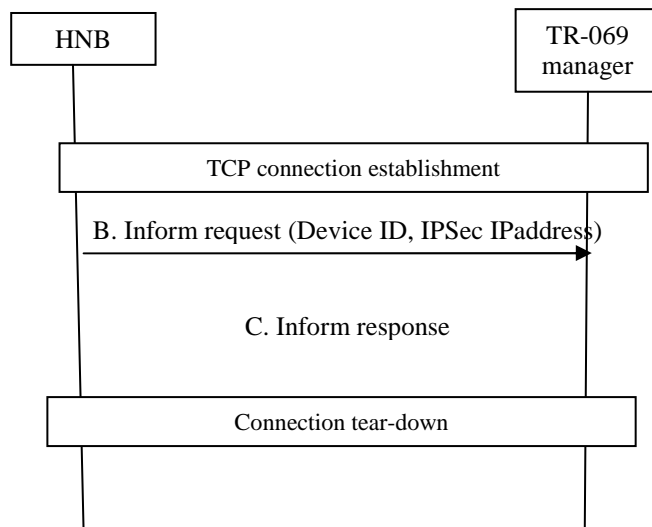 HNB
TR-069
manager
TCP connection establishment
B. Inform request (Device ID, IPSec IPaddress)
C. Inform response
Connection tear-down